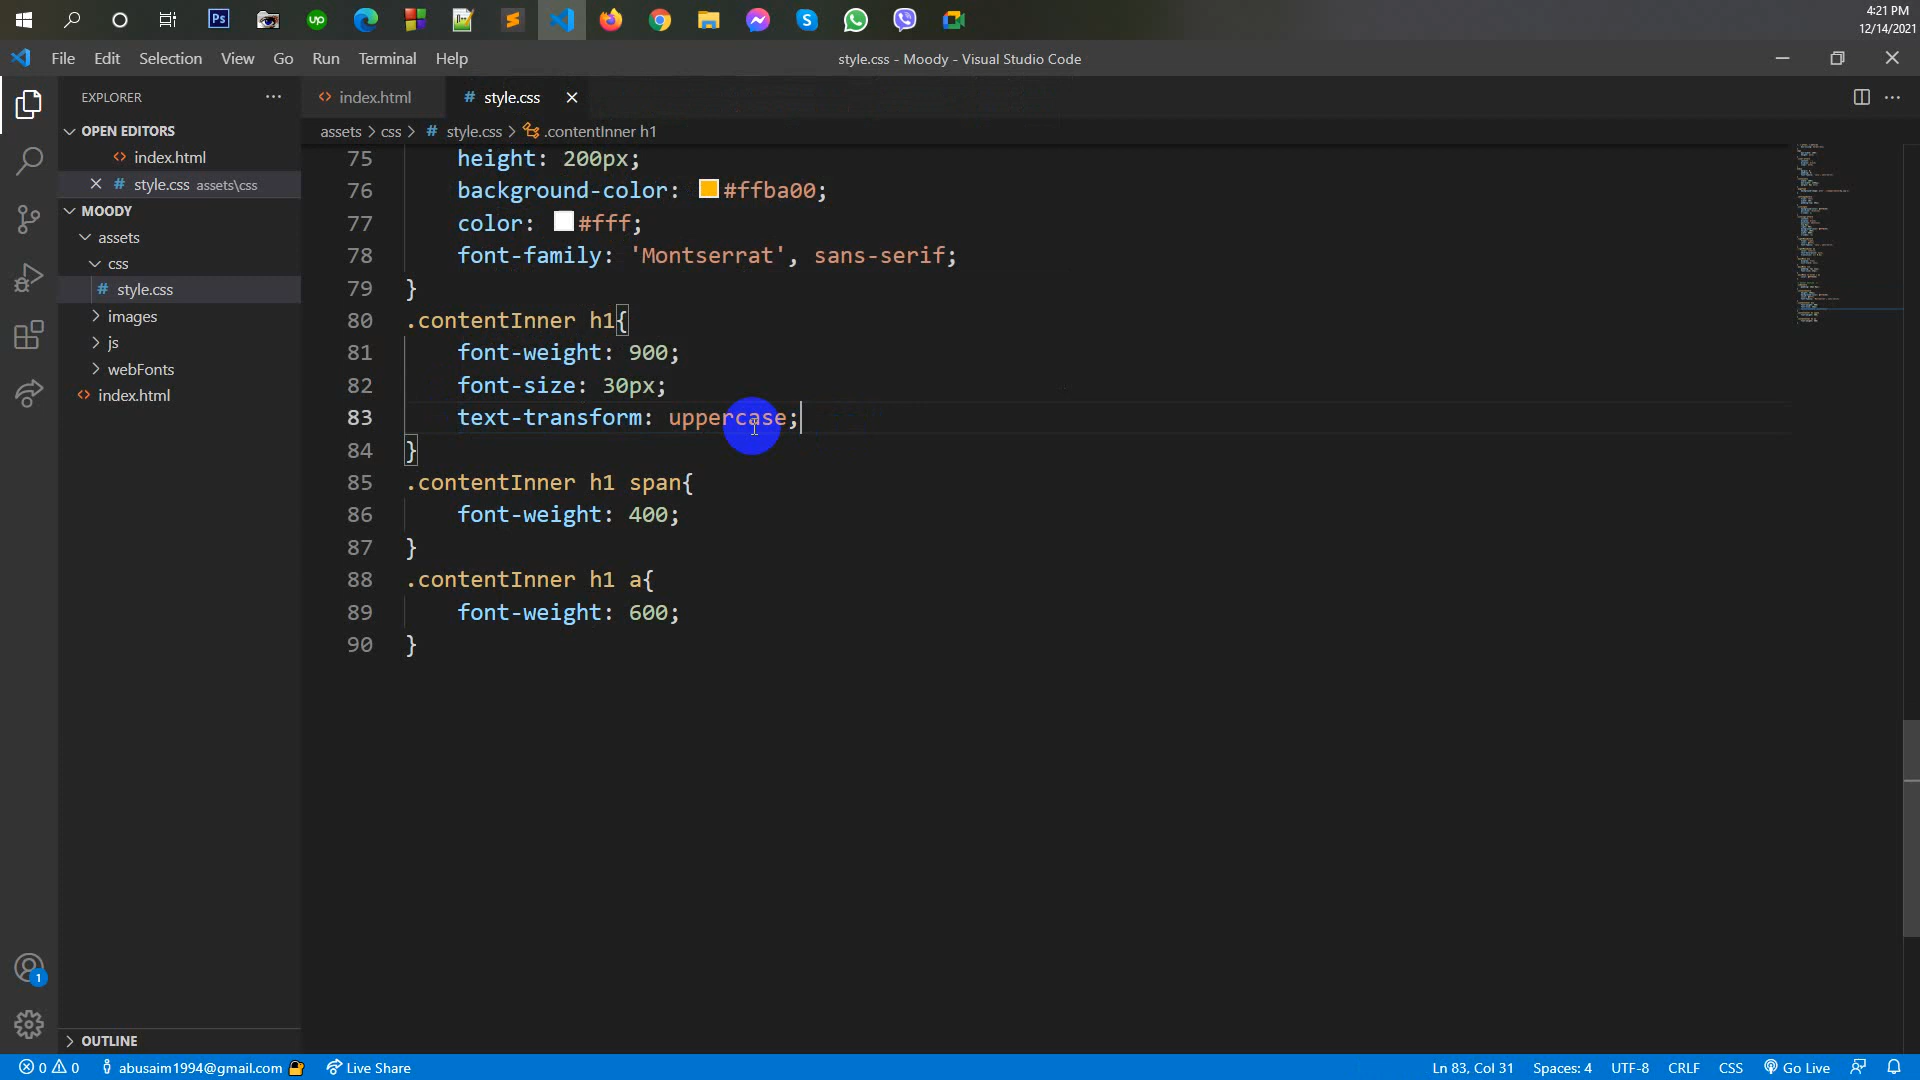 Ps
up
4:21 PM
12/14/2021
File Edit Selection View Go Run Terminal Help
style.css - Moody - Visual Studio Code
EXPLORER
index.html
# style.css
OPEN EDITORS
assets > css > # style.css > .contentInner h1
index.html
# style.css assets\css
MOODY
assets
css
# style.css
images
js
webFonts
index.html
75 height: 200px;
76 background-color: #ffba00;
77 color: #fff;
78 font-family: 'Montserrat', sans-serif;
79 }
80 .contentInner h1{
81 font-weight: 900;
82 font-size: 30px;
83 text-transform: uppercase;
84 }
85 .contentInner h1 span{
86 font-weight: 400;
87 }
88 .contentInner h1 a{
89 font-weight: 600;
90 }
1
OUTLINE
0 0 abusaim1994@gmail.com Live Share
Ln 83, Col 31 Spaces: 4 UTF-8 CRLF CSS Go Live